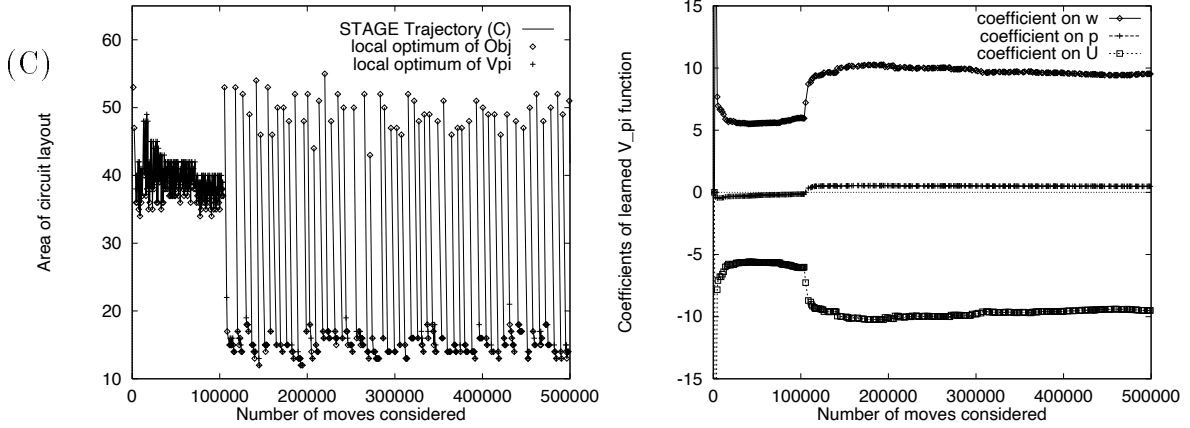 (C)
STAGE Trajectory (C)
local optimum of Obj
local optimum of Vpi
Area of circuit layout
60
50
40
30
20
10
0
100000
200000
300000
400000
500000
Number of moves considered
coefficient on w
coefficient on p
coefficient on U
Coefficients of learned V_pi function
15
10
5
0
-5
-10
-15
0
100000
200000
300000
400000
500000
Number of moves considered